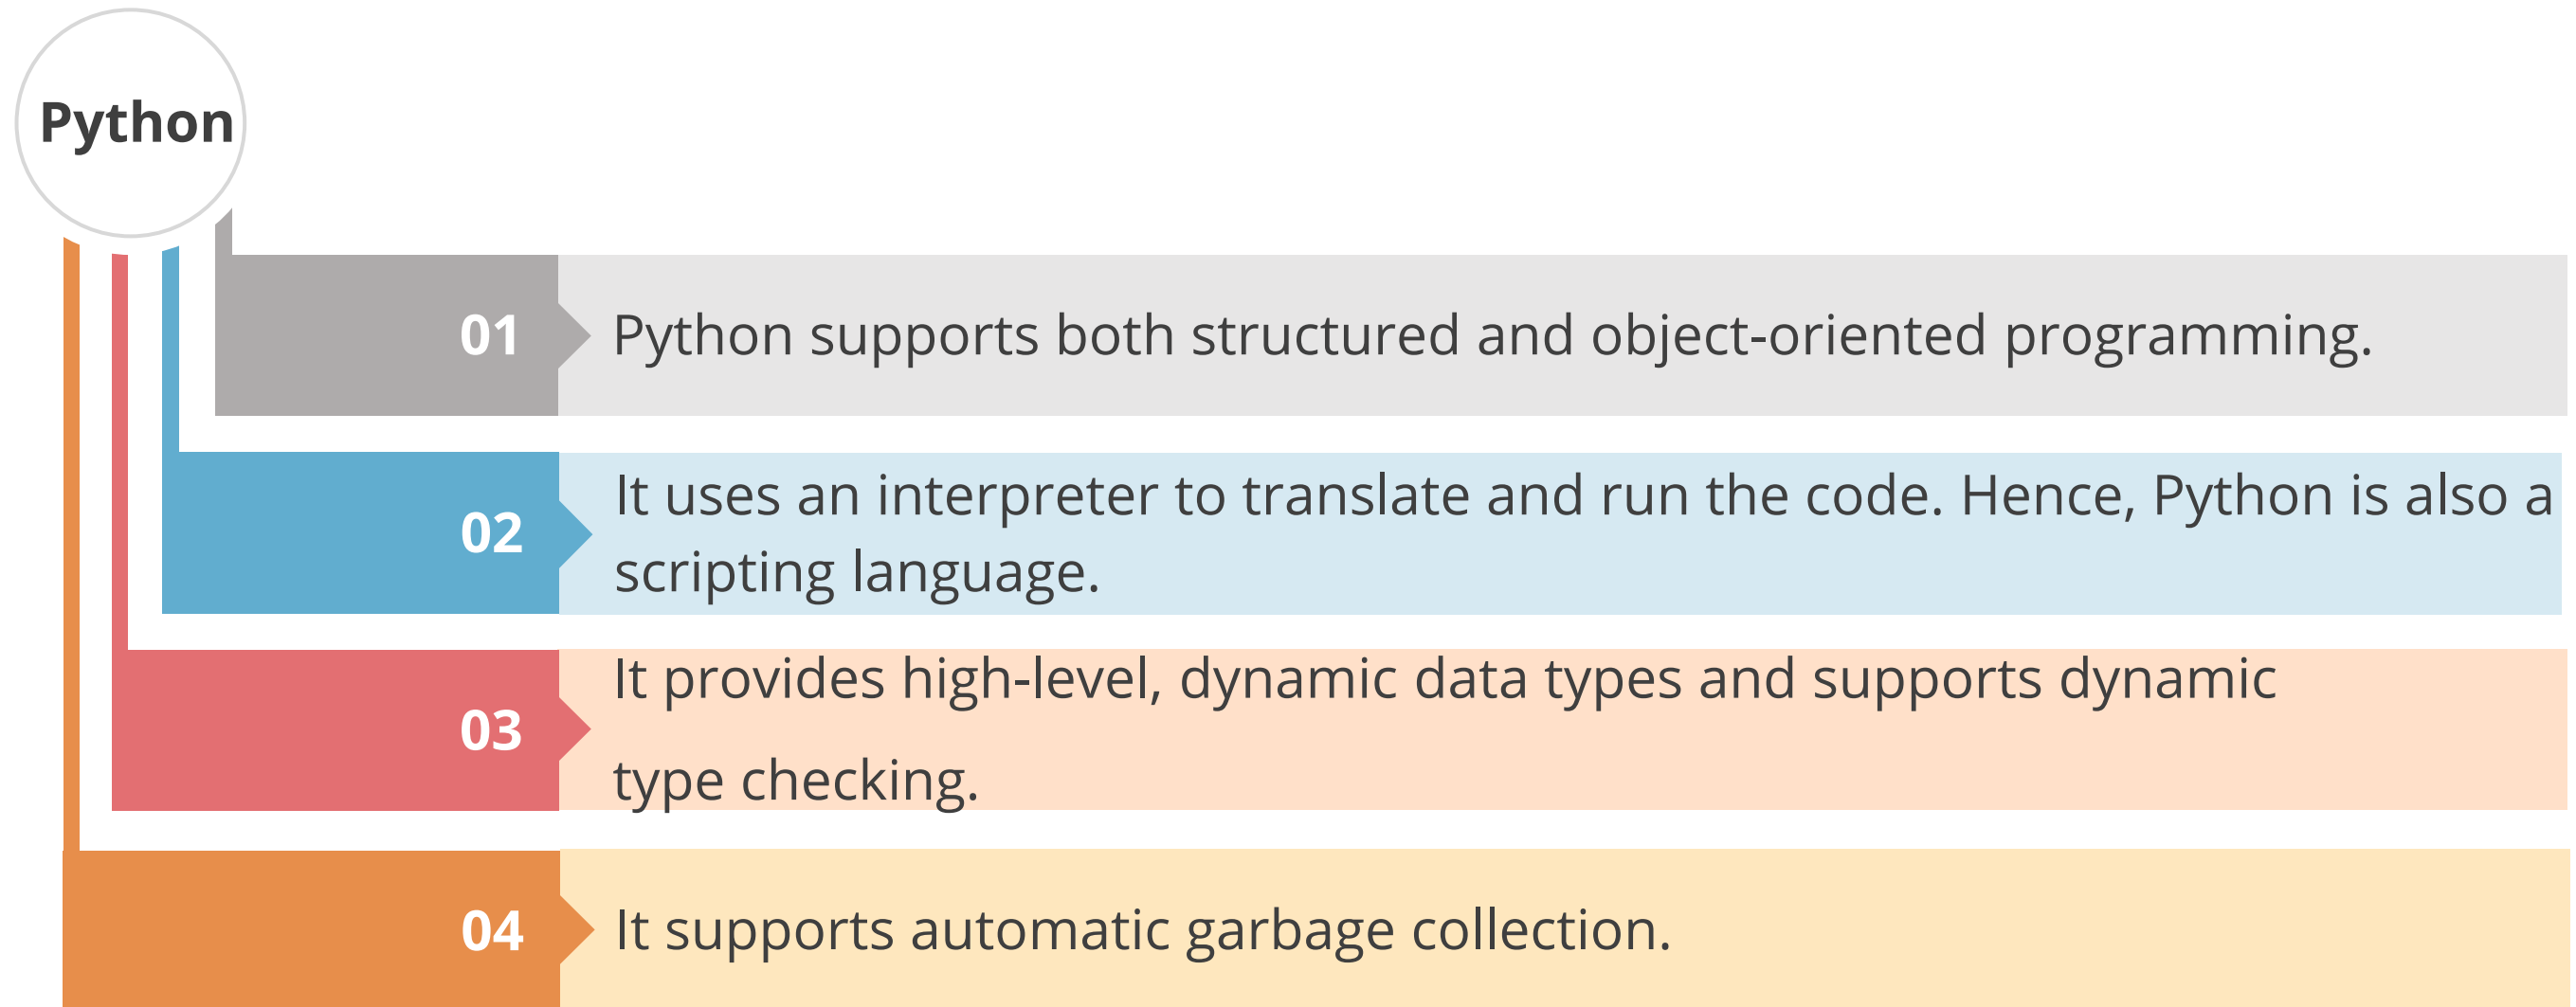 Python
01
Python supports both structured and object-oriented programming.
02
It uses an interpreter to translate and run the code. Hence, Python is also a
scripting language.
03
It provides high-level, dynamic data types and supports dynamic
type checking.
04
It supports automatic garbage collection.